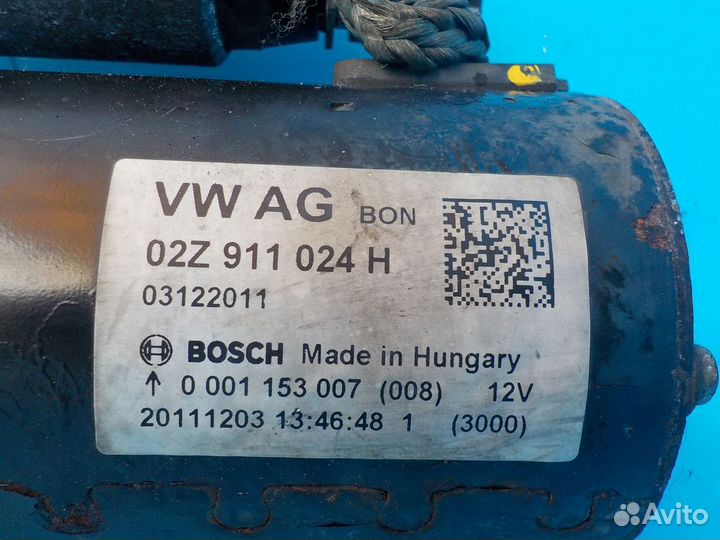 VW AG BON
02Z 911 024 H
03122011
BOSCH Made in Hungary
↑ 0 001 153 007 (008) 12V
20111203 13:46:48 1 (3000)
Avito